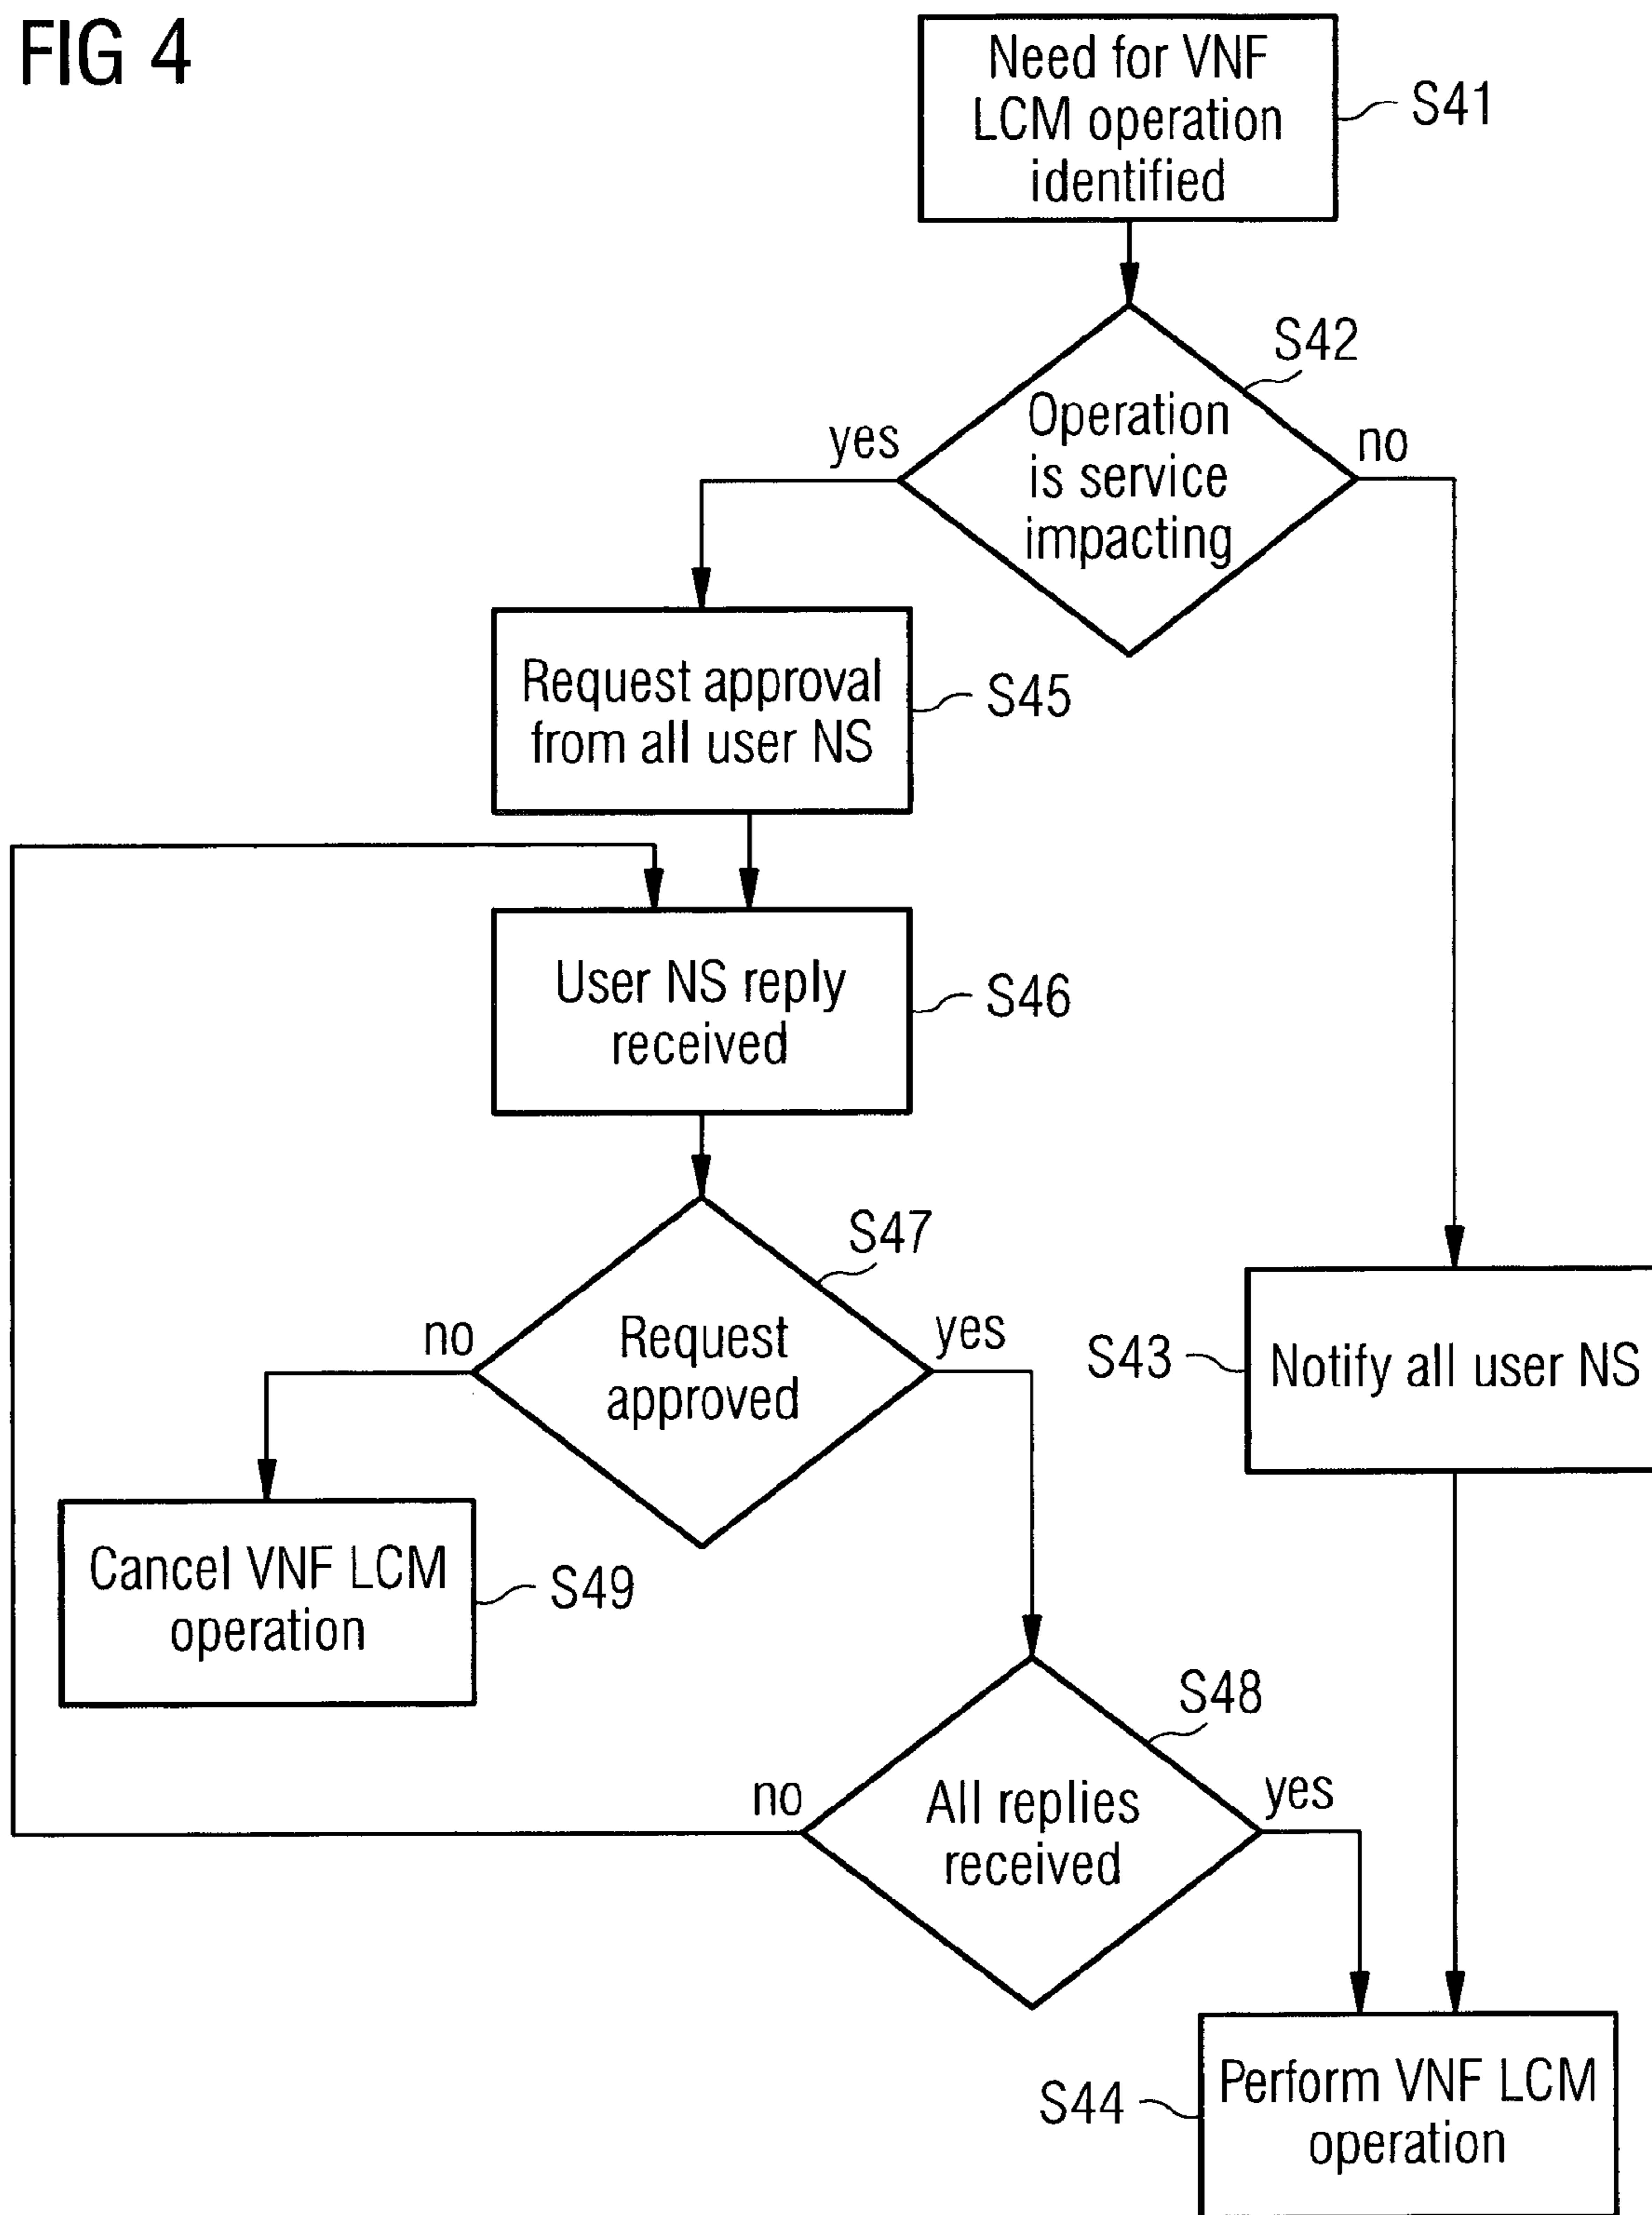 FIG 4
Need for VNF
LCM operation
identified
S41
S42
Operation
is service
impacting
yes
no
Request approval
from all user NS
S45
User NS reply
received
S46
S47
Request
approved
no
yes
S43
Notify all user NS
Cancel VNF LCM
operation
S49
S48
All replies
received
no
yes
S44
Perform VNF LCM
operation